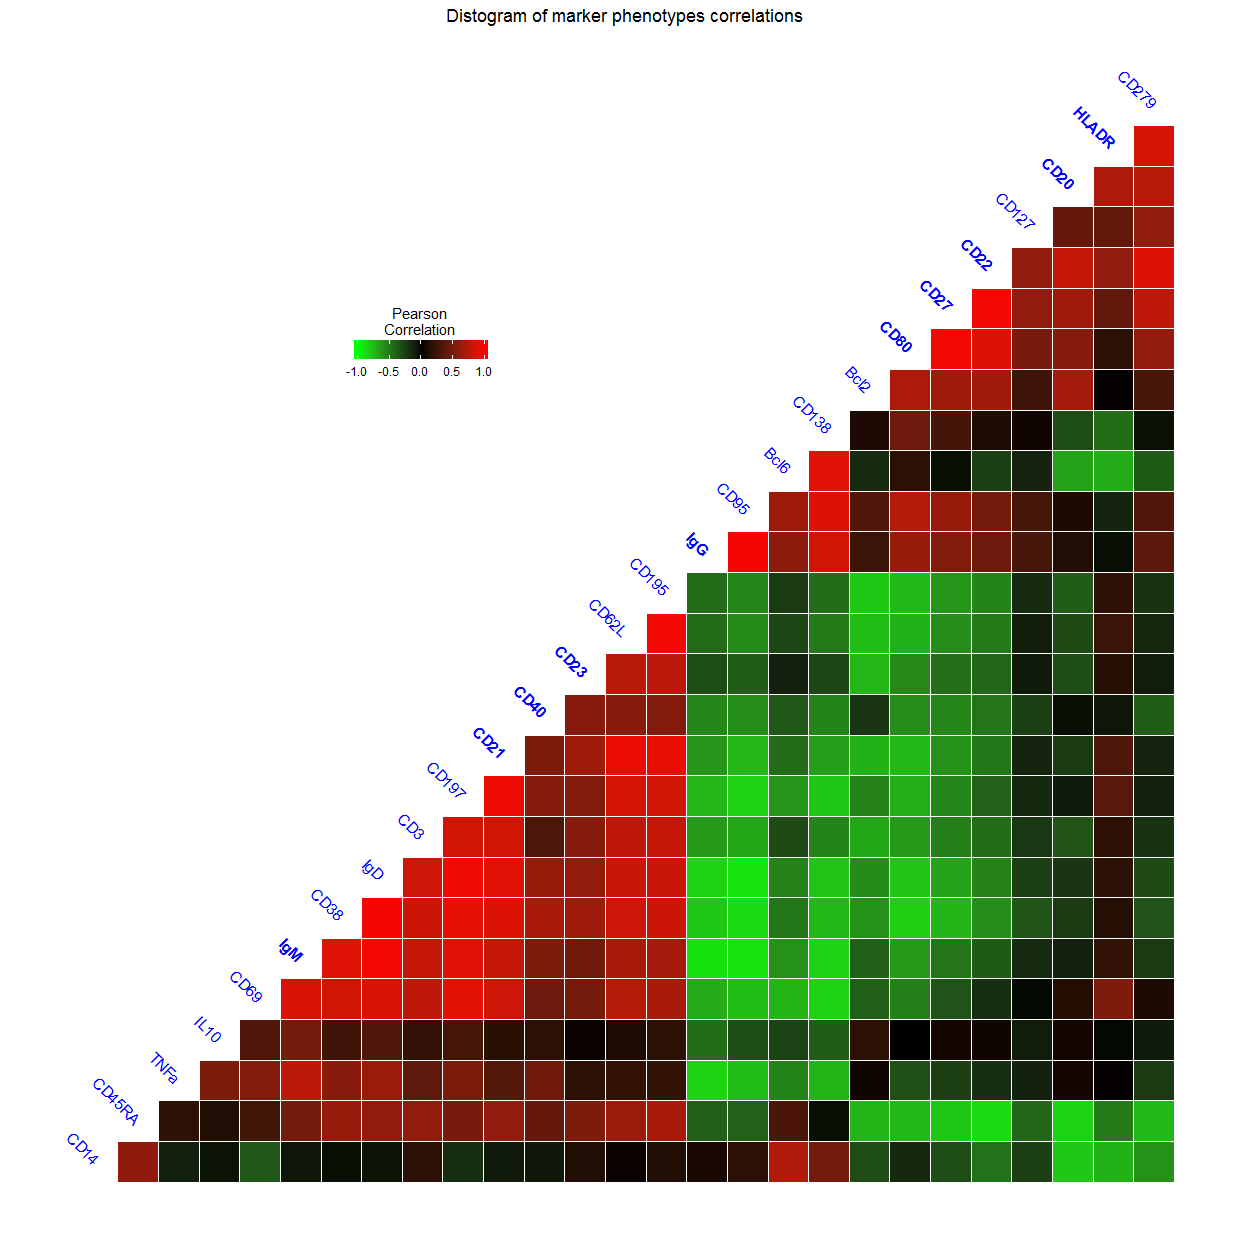 Distogram of marker phenotypes correlations
CD279
HLADR
CD20
CD127
CD22
CD27
Pearson
Correlation
-1.0 -0.5 0.0 0.5 1.0
CD80
Bcl2
CD138
Bcl6
CD95
IgG
CD195
CD62L
CD23
CD40
CD21
CD197
CD3
IgD
CD38
IgM
CD69
IL10
TNFa
CD45RA
CD14